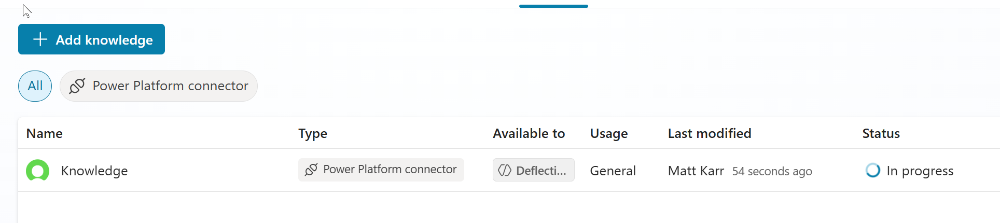 Add knowledge
All
Power Platform connector
Name Type Available to Usage Last modified Status
Knowledge Power Platform connector Deflecti... General Matt Karr 54 seconds ago In progress